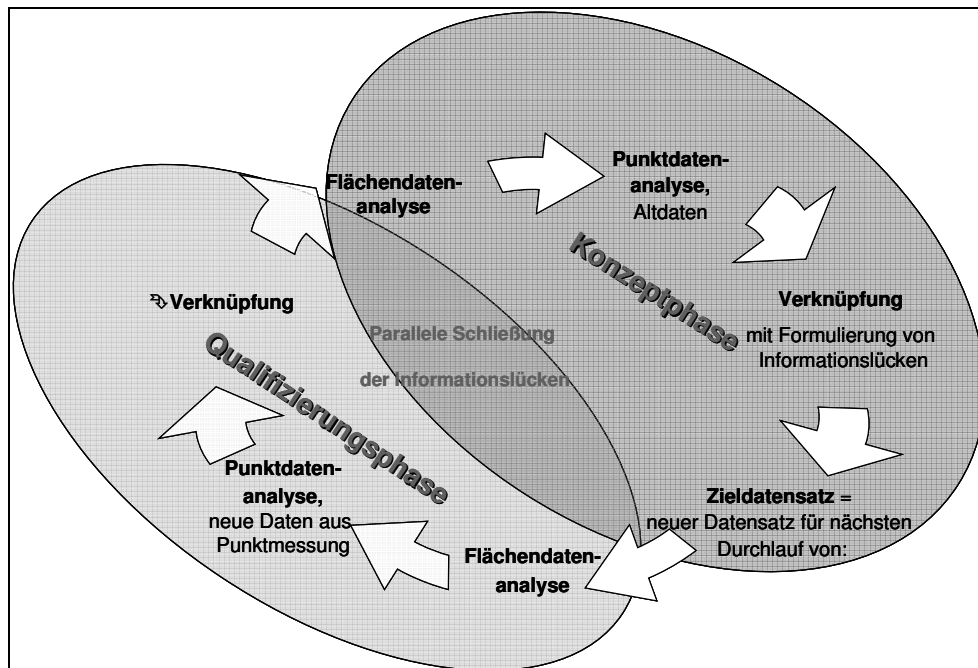 Flächendaten-
analyse
Punktdaten-
analyse,
Altdaten
Konzeptphase
Verknüpfung
mit Formulierung von
Informationslücken
Zieldatensatz =
neuer Datensatz für nächsten
Durchlauf von:
Flächendaten-
analyse
Punktdaten-
analyse,
neue Daten aus
Punktmessung
Qualifizierungsphase
Verknüpfung
Parallele Schließung
der Informationslücken